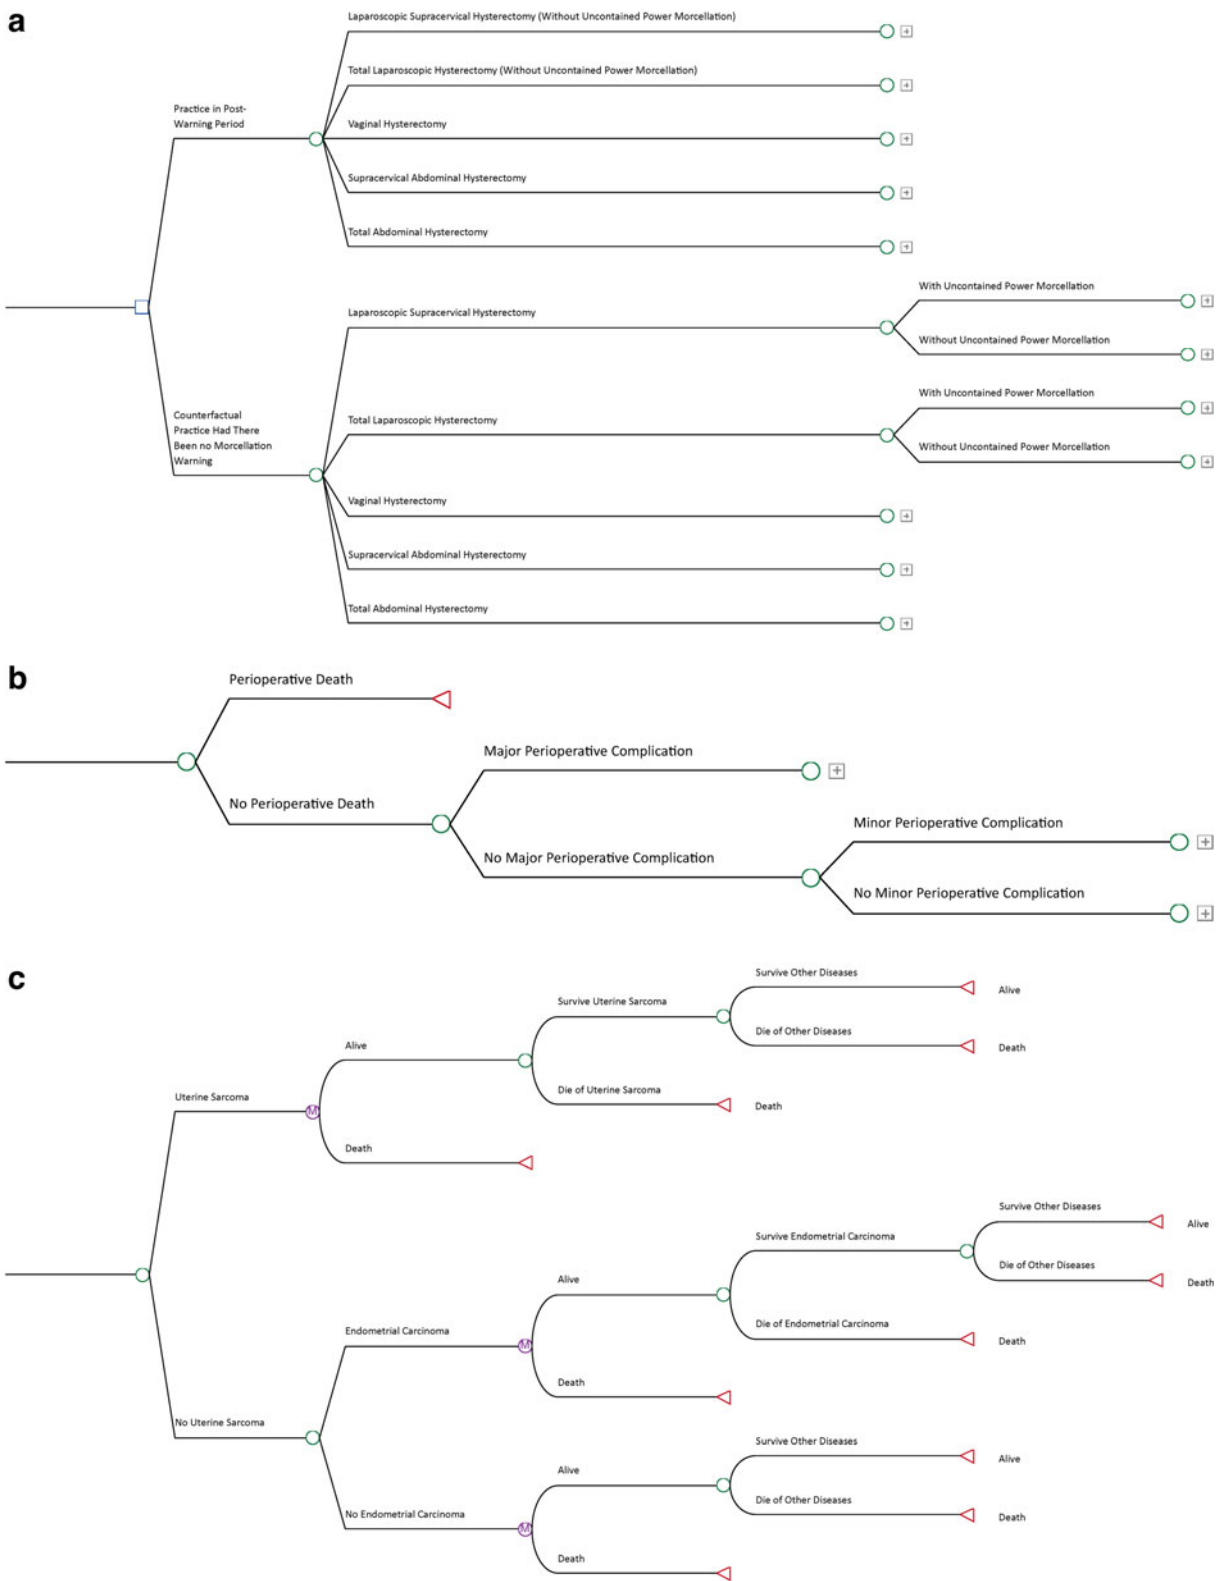 a
Laparoscopic Supracervical Hysterectomy (Without Uncontained Power Morcellation)
Total Laparoscopic Hysterectomy (Without Uncontained Power Morcellation)
Practice in Post-
Warning Period
Vaginal Hysterectomy
Supracervical Abdominal Hysterectomy
Total Abdominal Hysterectomy
With Uncontained Power Morcellation
Laparoscopic Supracervical Hysterectomy
Without Uncontained Power Morcellation
With Uncontained Power Morcellation
Counterfactual
Practice Had There
Been no Morcellation
Warning
Total Laparoscopic Hysterectomy
Without Uncontained Power Morcellation
Vaginal Hysterectomy
Supracervical Abdominal Hysterectomy
Total Abdominal Hysterectomy
b
Perioperative Death
Major Perioperative Complication
No Perioperative Death
Minor Perioperative Complication
No Major Perioperative Complication
No Minor Perioperative Complication
c
Survive Other Diseases
Alive
Survive Uterine Sarcoma
Die of Other Diseases
Death
Alive
Die of Uterine Sarcoma
Death
Uterine Sarcoma
M
Death
Survive Other Diseases
Alive
Survive Endometrial Carcinoma
Die of Other Diseases
Death
Alive
Die of Endometrial Carcinoma
Death
Endometrial Carcinoma
M
Death
No Uterine Sarcoma
Survive Other Diseases
Alive
Alive
Die of Other Diseases
Death
No Endometrial Carcinoma
M
Death